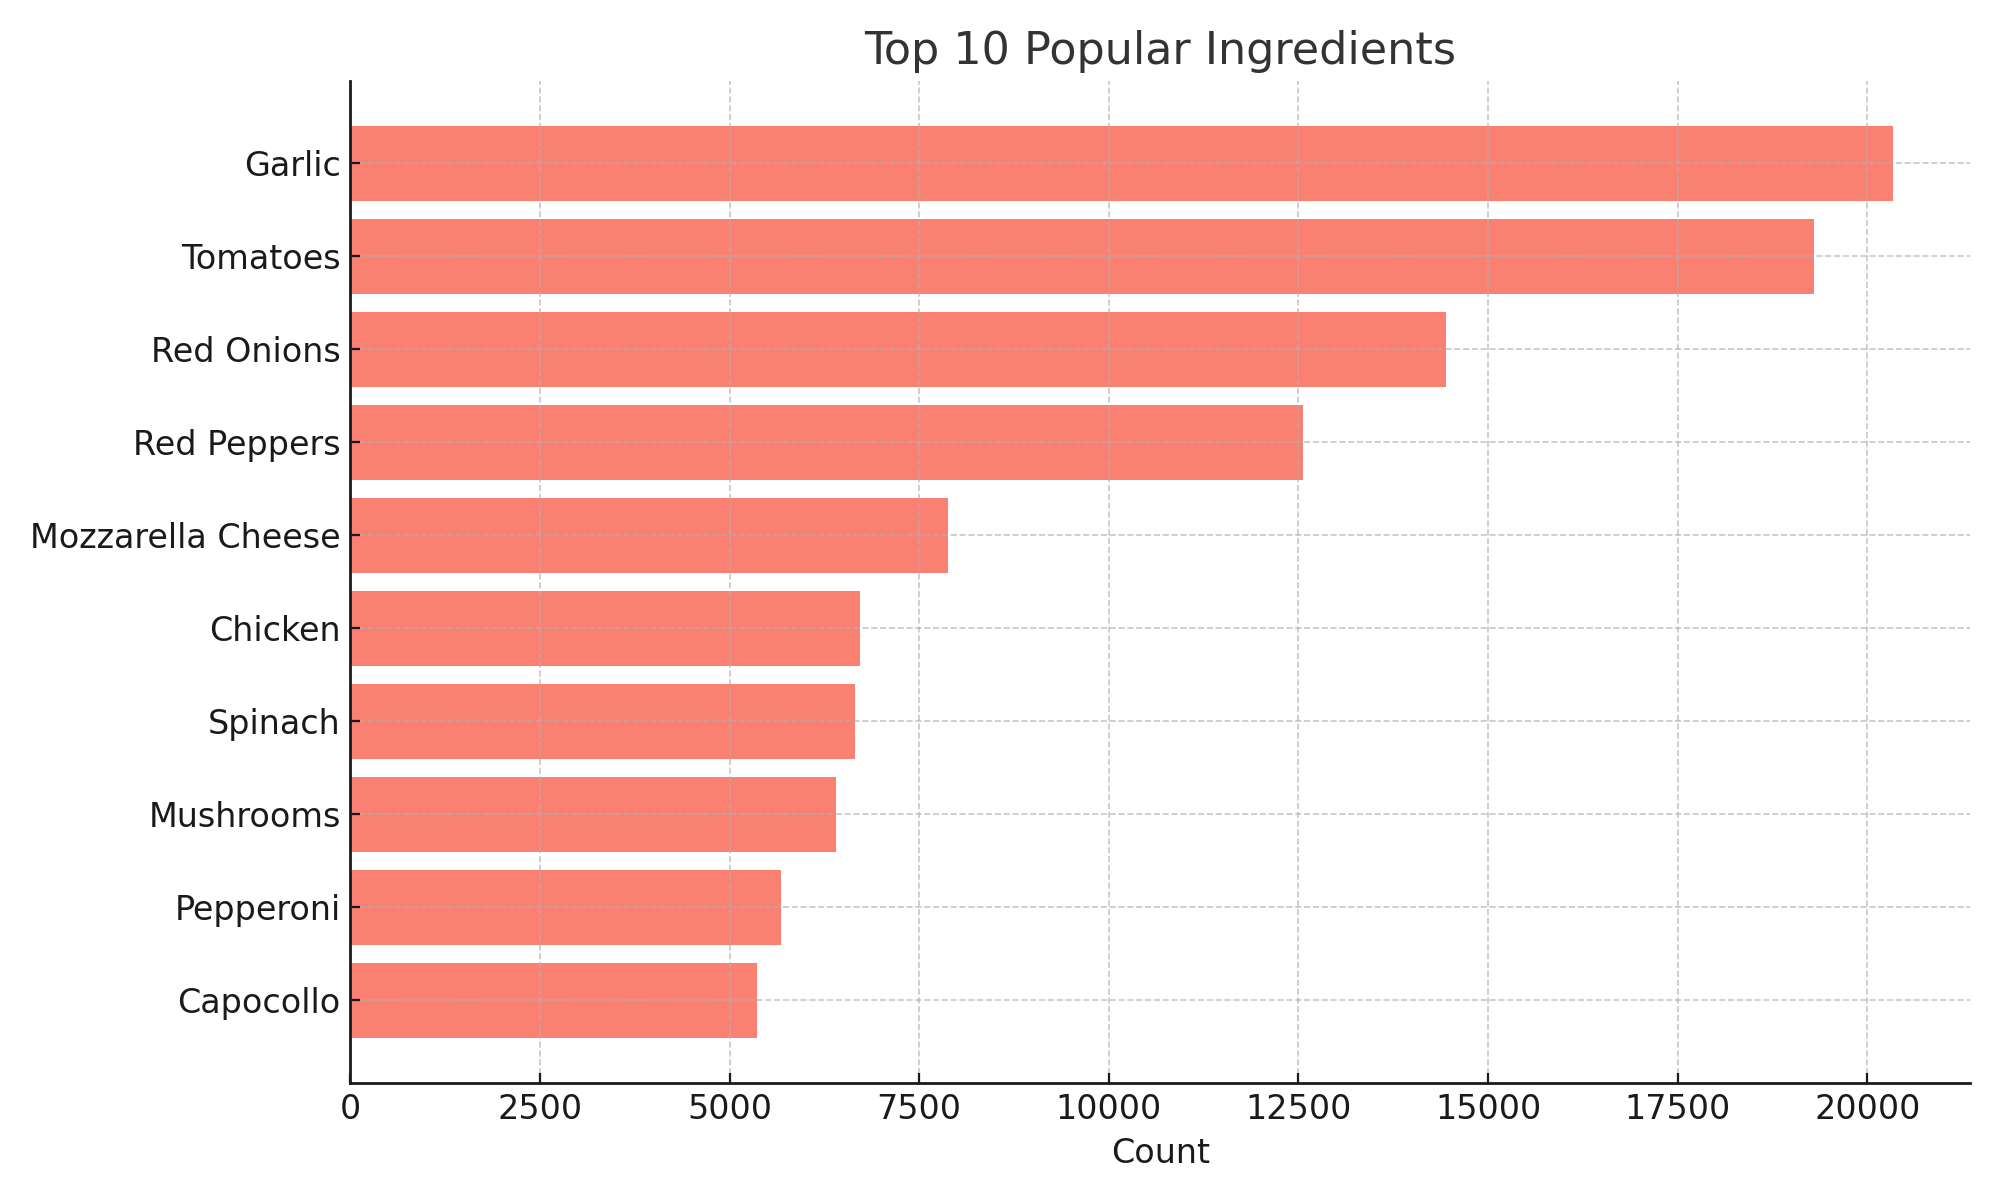 Top 10 Popular Ingredients
Garlic
Tomatoes
Red Onions
Red Peppers
Mozzarella Cheese
Chicken
Spinach
Mushrooms
Pepperoni
Capocollo
0 2500 5000 7500 10000 12500 15000 17500 20000
Count